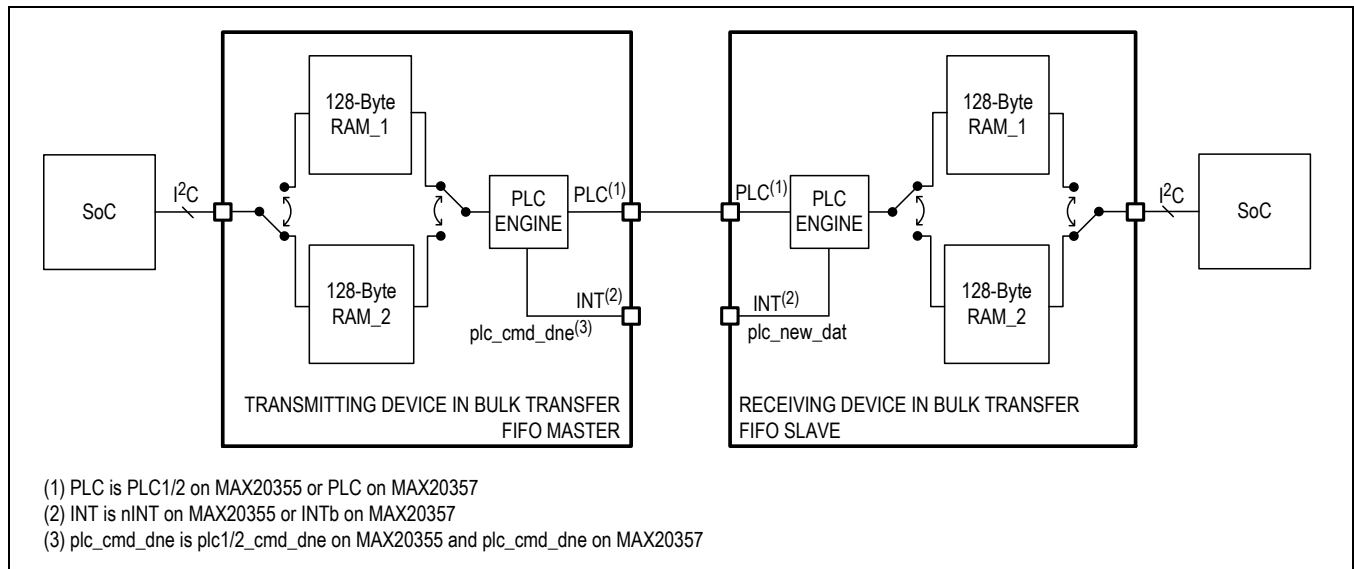 SoC
I²C
128-Byte
RAM_1
128-Byte
RAM_2
PLC
ENGINE
PLC(1)
INT(2)
plc_cmd_dne(3)
TRANSMITTING DEVICE IN BULK TRANSFER
FIFO MASTER
PLC(1)
PLC
ENGINE
INT(2)
plc_new_dat
128-Byte
RAM_1
128-Byte
RAM_2
RECEIVING DEVICE IN BULK TRANSFER
FIFO SLAVE
I²C
SoC
(1) PLC is PLC1/2 on MAX20355 or PLC on MAX20357
(2) INT is nINT on MAX20355 or INTb on MAX20357
(3) plc_cmd_dne is plc1/2_cmd_dne on MAX20355 and plc_cmd_dne on MAX20357